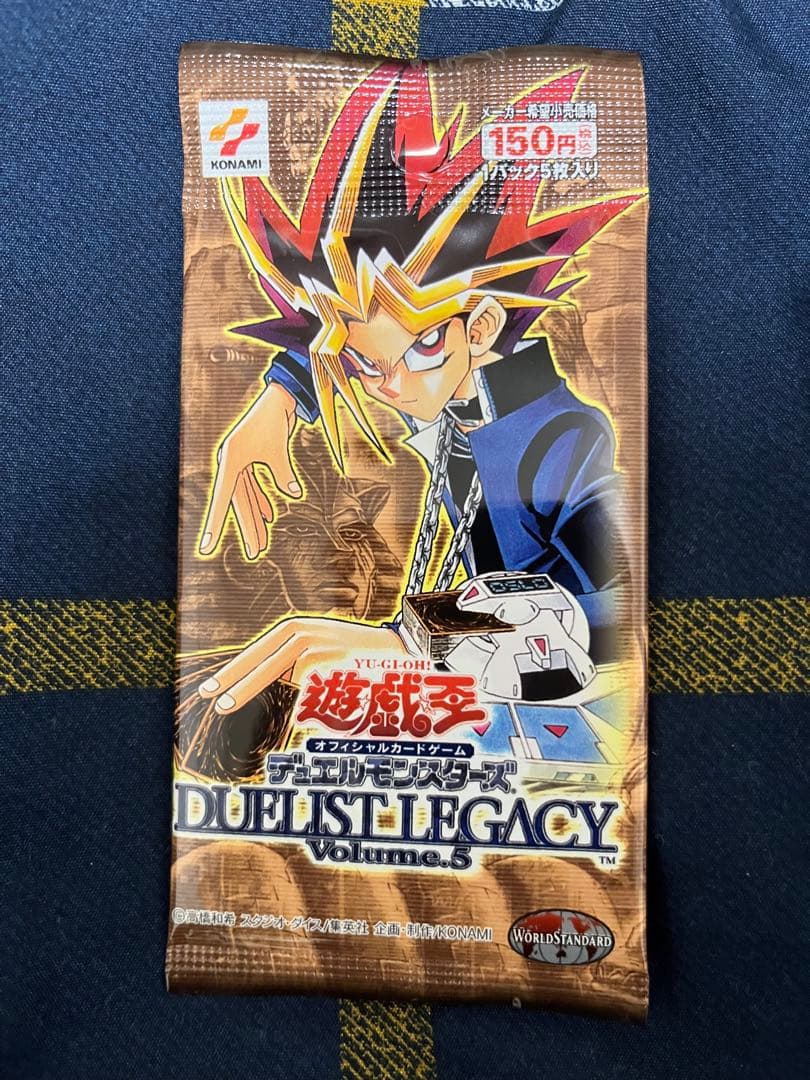 KONAMI
メーカー希望小売価格
150円税込
1パック5枚入り
DSLO
YU-GI-OH!
遊戯王
オフィシャルカードゲーム
デュエルモンスターズ
DUELIST LEGACY
TM
Volume.5
©高橋和希 スタジオ・ダイス/集英社 企画・制作/KONAMI
WORLD STANDARD